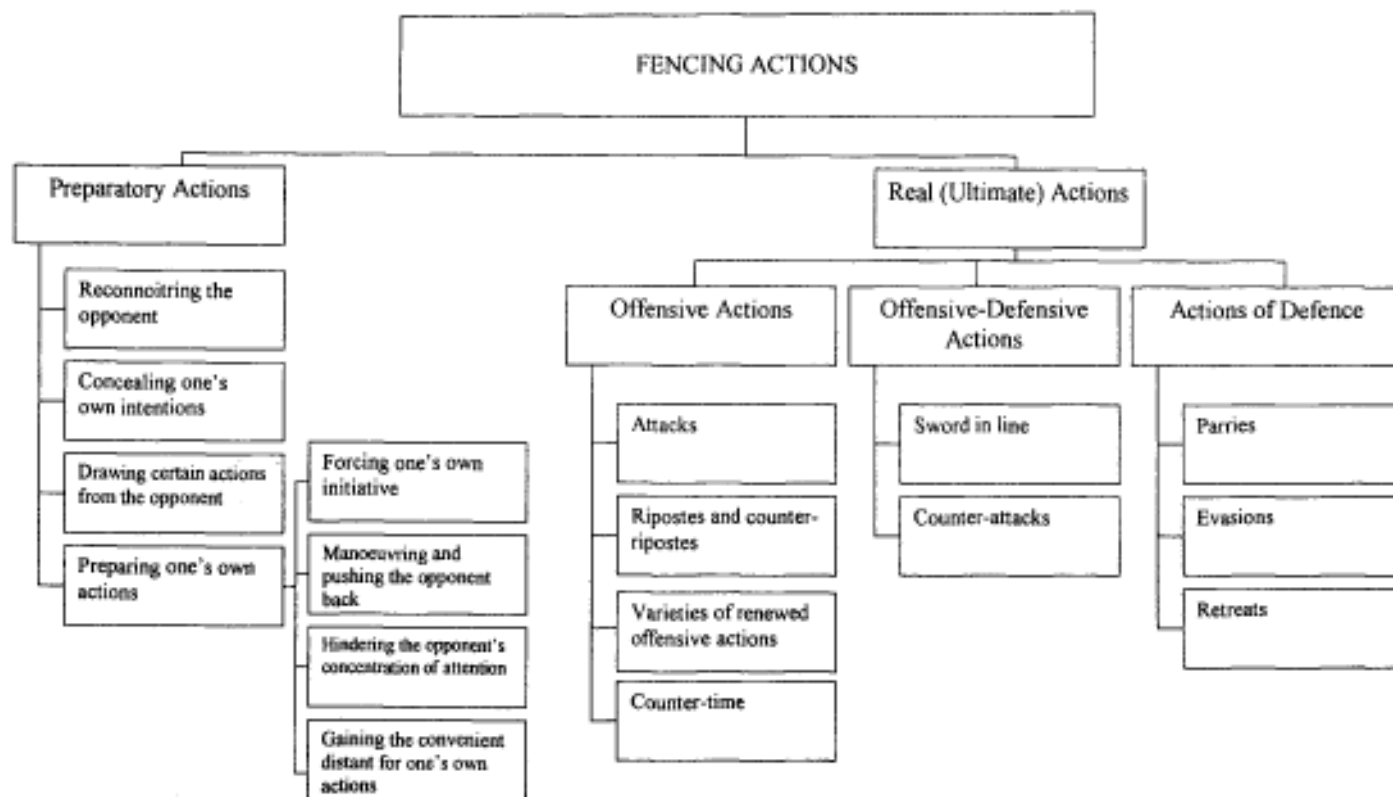 FENCING ACTIONS
Preparatory Actions
Reconnoitring the
opponent
Concealing one's
own intentions
Drawing certain actions
from the opponent
Preparing one's own
actions
Forcing one's own
initiative
Manoeuvring and
pushing the opponent
back
Hindering the opponent's
concentration of attention
Gaining the convenient
distant for one's own
actions
Real (Ultimate) Actions
Offensive Actions
Attacks
Ripostes and counter-
ripostes
Varieties of renewed
offensive actions
Counter-time
Offensive-Defensive
Actions
Sword in line
Counter-attacks
Actions of Defence
Parries
Evasions
Retreats